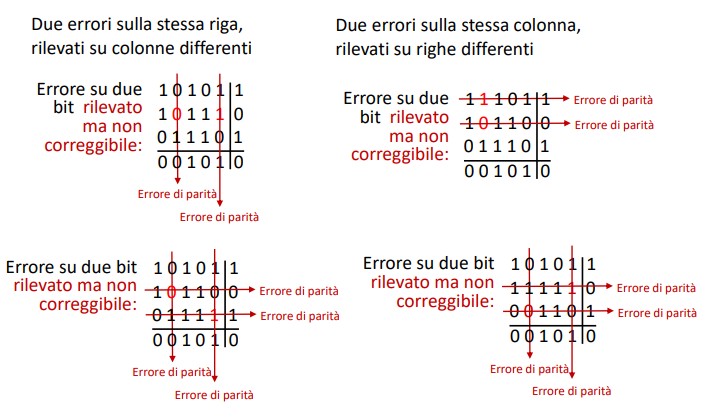 Due errori sulla stessa riga,
rilevati su colonne differenti
Errore su due
bit rilevato
ma non
correggibile:
1 0 1 0 1 | 1
1 0 1 1 1 | 0
0 1 1 1 0 | 1
0 0 1 0 1 | 0
Errore di parità
Errore di parità
Due errori sulla stessa colonna,
rilevati su righe differenti
Errore su due
bit rilevato
ma non
correggibile:
1 1 1 0 1 | 1 Errore di parità
1 0 1 1 0 | 0 Errore di parità
0 1 1 1 0 | 1
0 0 1 0 1 | 0
Errore su due bit
rilevato ma non
correggibile:
1 0 1 0 1 | 1
1 0 1 1 0 | 0 Errore di parità
0 1 1 1 1 | 1 Errore di parità
0 0 1 0 1 | 0
Errore di parità
Errore di parità
Errore su due bit
rilevato ma non
correggibile:
1 0 1 0 1 | 1
1 1 1 1 1 | 0 Errore di parità
0 0 1 1 0 | 1 Errore di parità
0 0 1 0 1 | 0
Errore di parità
Errore di parità